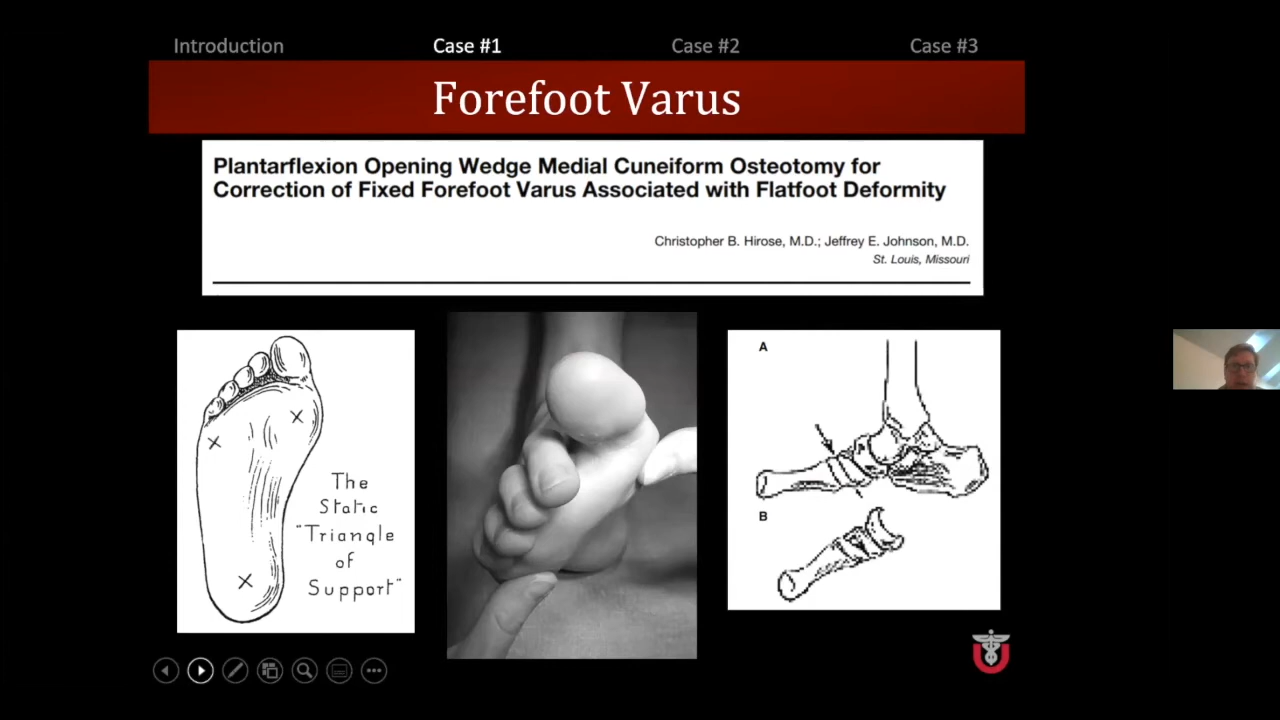 Introduction Case #1 Case #2 Case #3
Forefoot Varus
Plantarflexion Opening Wedge Medial Cuneiform Osteotomy for
Correction of Fixed Forefoot Varus Associated with Flatfoot Deformity
Christopher B. Hirose, M.D.; Jeffrey E. Johnson, M.D.
St. Louis, Missouri
The
Static
"Triangle
of
Support"
A
B
U